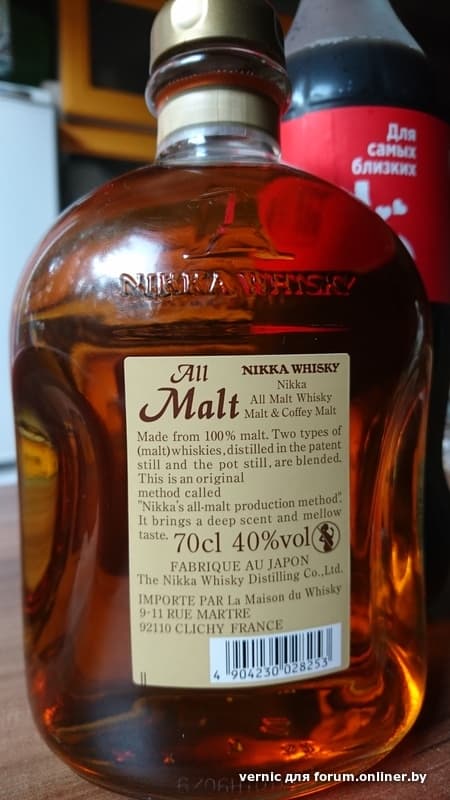 Для
самых
близких
NIKKA WHISKY
All
Malt
NIKKA WHISKY
Nikka
All Malt Whisky
Malt & Coffey Malt
Made from 100% malt. Two types of
(malt) whiskies, distilled in the patent
still and the pot still, are blended.
This is an original
method called
"Nikka's all-malt production method".
It brings a deep scent and mellow
taste. 70cl 40%vol
FABRIQUE AU JAPON
The Nikka Whisky Distilling Co., Ltd.
IMPORTE PAR La Maison du Whisky
9-11 RUE MARTRE
92110 CLICHY FRANCE
4 904230 028253
vernic для forum.onliner.by